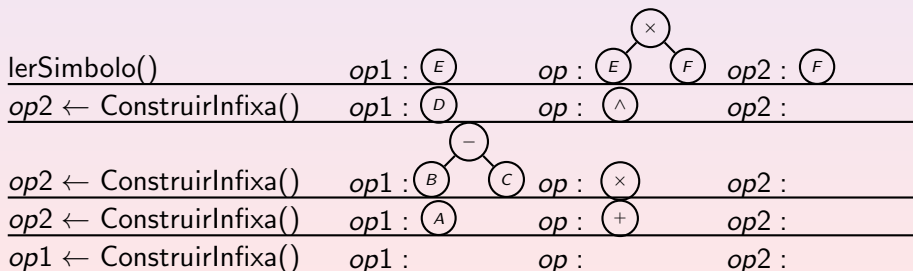 ×
lerSimbolo() op1 : E op : E F op2 : F
op2 ← ConstruirInfixa() op1 : D op : ∧ op2 :
−
op2 ← ConstruirInfixa() op1 : B C op : × op2 :
op2 ← ConstruirInfixa() op1 : A op : + op2 :
op1 ← ConstruirInfixa() op1 : op : op2 :